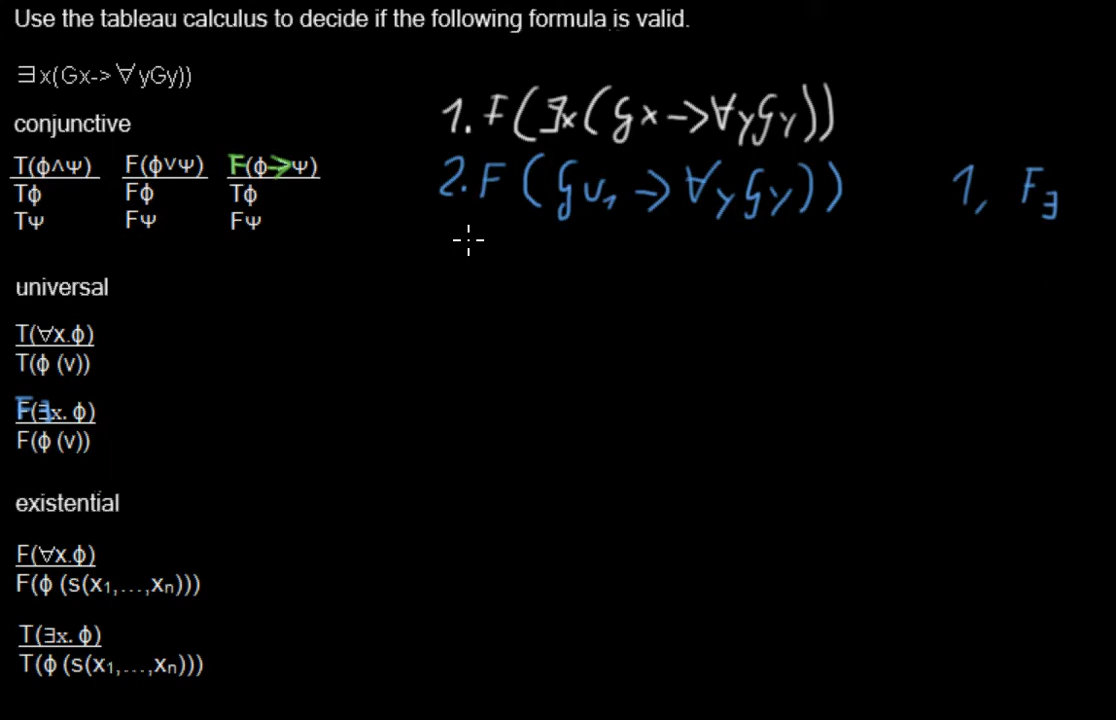 Use the tableau calculus to decide if the following formula is valid.
∃x(Gx->∀yGy))
conjunctive
T(ϕ∧Ψ) F(ϕ∨Ψ) F(ϕ->Ψ)
Tϕ Fϕ Tϕ
TΨ FΨ FΨ
universal
T(∀x.ϕ)
T(ϕ (v))
F(∃x. ϕ)
F(ϕ (v))
existential
F(∀x.ϕ)
F(ϕ (s(x₁,…,xₙ)))
T(∃x. ϕ)
T(ϕ (s(x₁,…,xₙ)))
1. F(∃x(Gx->∀yGy))
2. F(Gv₁->∀yGy)) 1, F∃